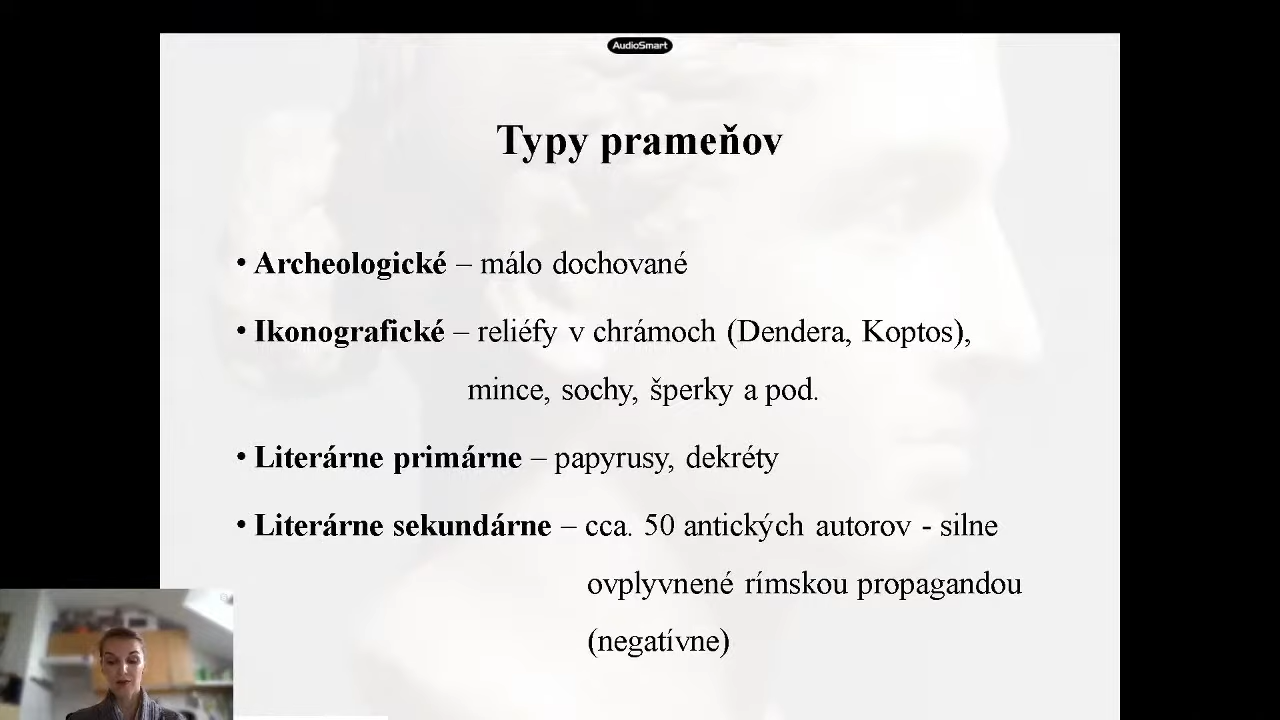 AudioSmart
Typy prameňov
• Archeologické – málo dochované
• Ikonografické – reliéfy v chrámoch (Dendera, Koptos),
mince, sochy, šperky a pod.
• Literárne primárne – papyrusy, dekréty
• Literárne sekundárne – cca. 50 antických autorov - silne
ovplyvnené rímskou propagandou
(negatívne)